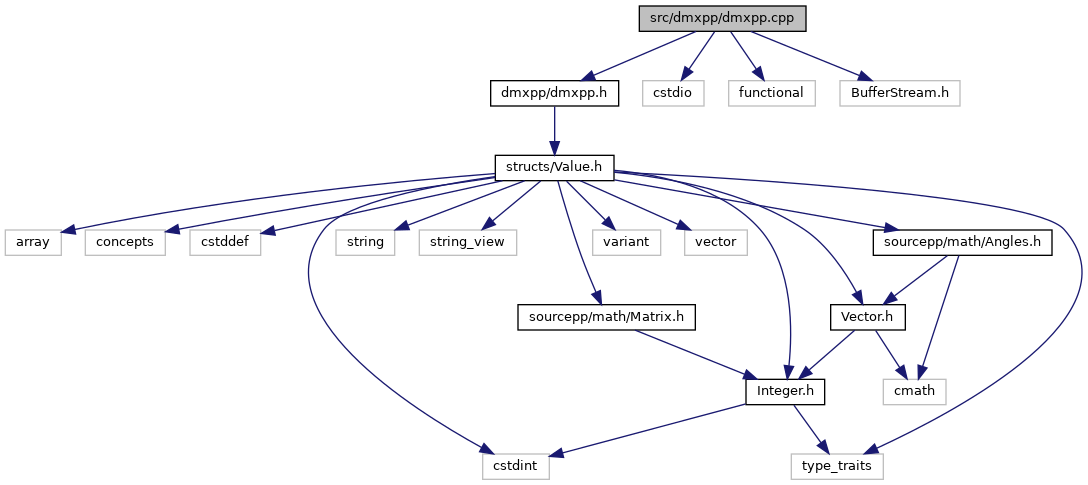 src/dmxpp/dmxpp.cpp
dmxpp/dmxpp.h
cstdio
functional
BufferStream.h
structs/Value.h
array
concepts
cstddef
string
string_view
variant
vector
sourcepp/math/Angles.h
sourcepp/math/Matrix.h
Vector.h
Integer.h
cmath
cstdint
type_traits